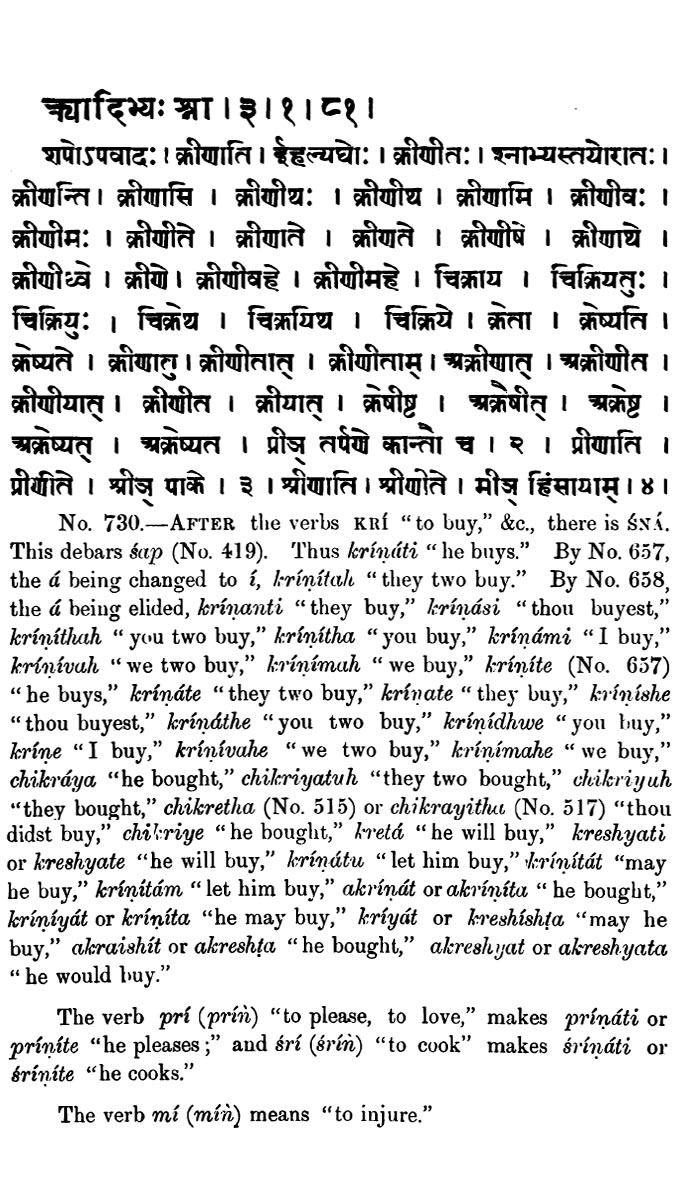 क्र्यादिभ्यः श्ना । ३ । १ । ८१ ।
शपोऽपवादः । क्रीणाति । ईहल्यघोः । क्रीणीतः । श्नाभ्यस्तयोरातः ।
क्रीणन्ति । क्रीणासि । क्रीणीथः । क्रीणीथ । क्रीणामि । क्रीणीवः ।
क्रीणीमः । क्रीणीते । क्रीणाते । क्रीणते । क्रीणीषे । क्रीणाथे ।
क्रीणीध्वे । क्रीणे । क्रीणीवहे । क्रीणीमहे । चिक्राय । चिक्रियतुः ।
चिक्रियुः । चिक्रेथ । चिक्रयिथ । चिक्रिये । क्रेता । क्रेष्यति ।
क्रेष्यते । क्रीणातु । क्रीणीतात् । क्रीणीताम् । अक्रीणात् । अक्रीणीत ।
क्रीणीयात् । क्रीणीत । क्रीयात् । क्रेषीष्ट । अक्रैषीत् । अक्रेष्ट ।
अक्रेष्यत् । अक्रेष्यत । प्रीञ् तर्पणे कान्तौ च । २ । प्रीणाति ।
प्रीणीते । श्रीञ् पाके । ३ । श्रीणाति । श्रीणीते । मीञ् हिंसायाम् । ४ ।
No. 730.—AFTER the verbs KRÍ “to buy,” &c., there is ŚNÁ.
This debars śap (No. 419). Thus kríṇáti “he buys.” By No. 657,
the á being changed to í, kríṇítah “they two buy.” By No. 658,
the á being elided, kríṇanti “they buy,” kríṇási “thou buyest,”
kríṇíthah “you two buy,” kríṇítha “you buy,” kríṇámi “I buy,”
kríṇívah “we two buy,” kríṇímah “we buy,” kríṇíte (No. 657)
“he buys,” kríṇáte “they two buy,” kríṇate “they buy,” kríṇíshe
“thou buyest,” kríṇáthe “you two buy,” kríṇídhwe “you buy,”
kríṇe “I buy,” kríṇívahe “we two buy,” kríṇímahe “we buy,”
chikráya “he bought,” chikriyatuh “they two bought,” chikriyuh
“they bought,” chikretha (No. 515) or chikrayitha (No. 517) “thou
didst buy,” chikriye “he bought,” kretá “he will buy,” kreshyati
or kreshyate “he will buy,” kríṇátu “let him buy,” kríṇítát “may
he buy,” kríṇítám “let him buy,” akríṇát or akríṇíta “he bought,”
kríṇíyát or kríṇíta “he may buy,” kríyát or kreshíshṭa “may he
buy,” akraishít or akreshṭa “he bought,” akreshyat or akreshyata
“he would buy.”
The verb prí (príṅ) “to please, to love,” makes príṇáti or
príṇíte “he pleases;” and śrí (śríṅ) “to cook” makes śríṇáti or
śríṇíte “he cooks.”
The verb mí (míṅ) means “to injure.”